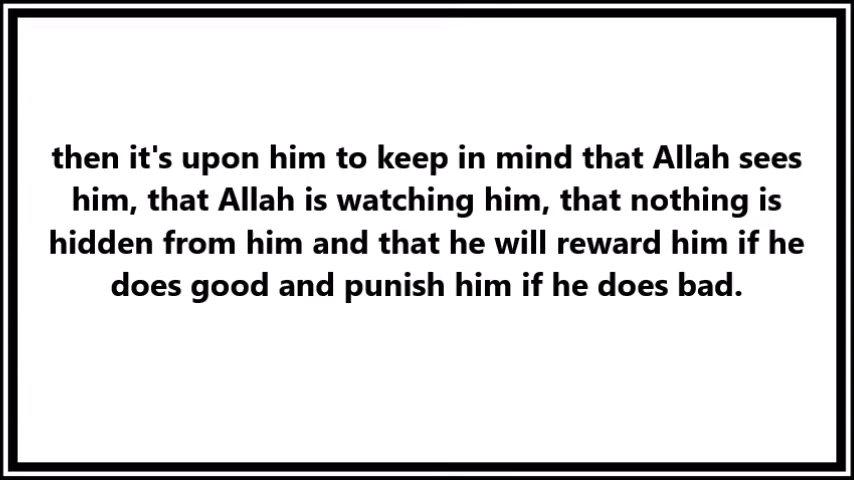 then it's upon him to keep in mind that Allah sees
him, that Allah is watching him, that nothing is
hidden from him and that he will reward him if he
does good and punish him if he does bad.